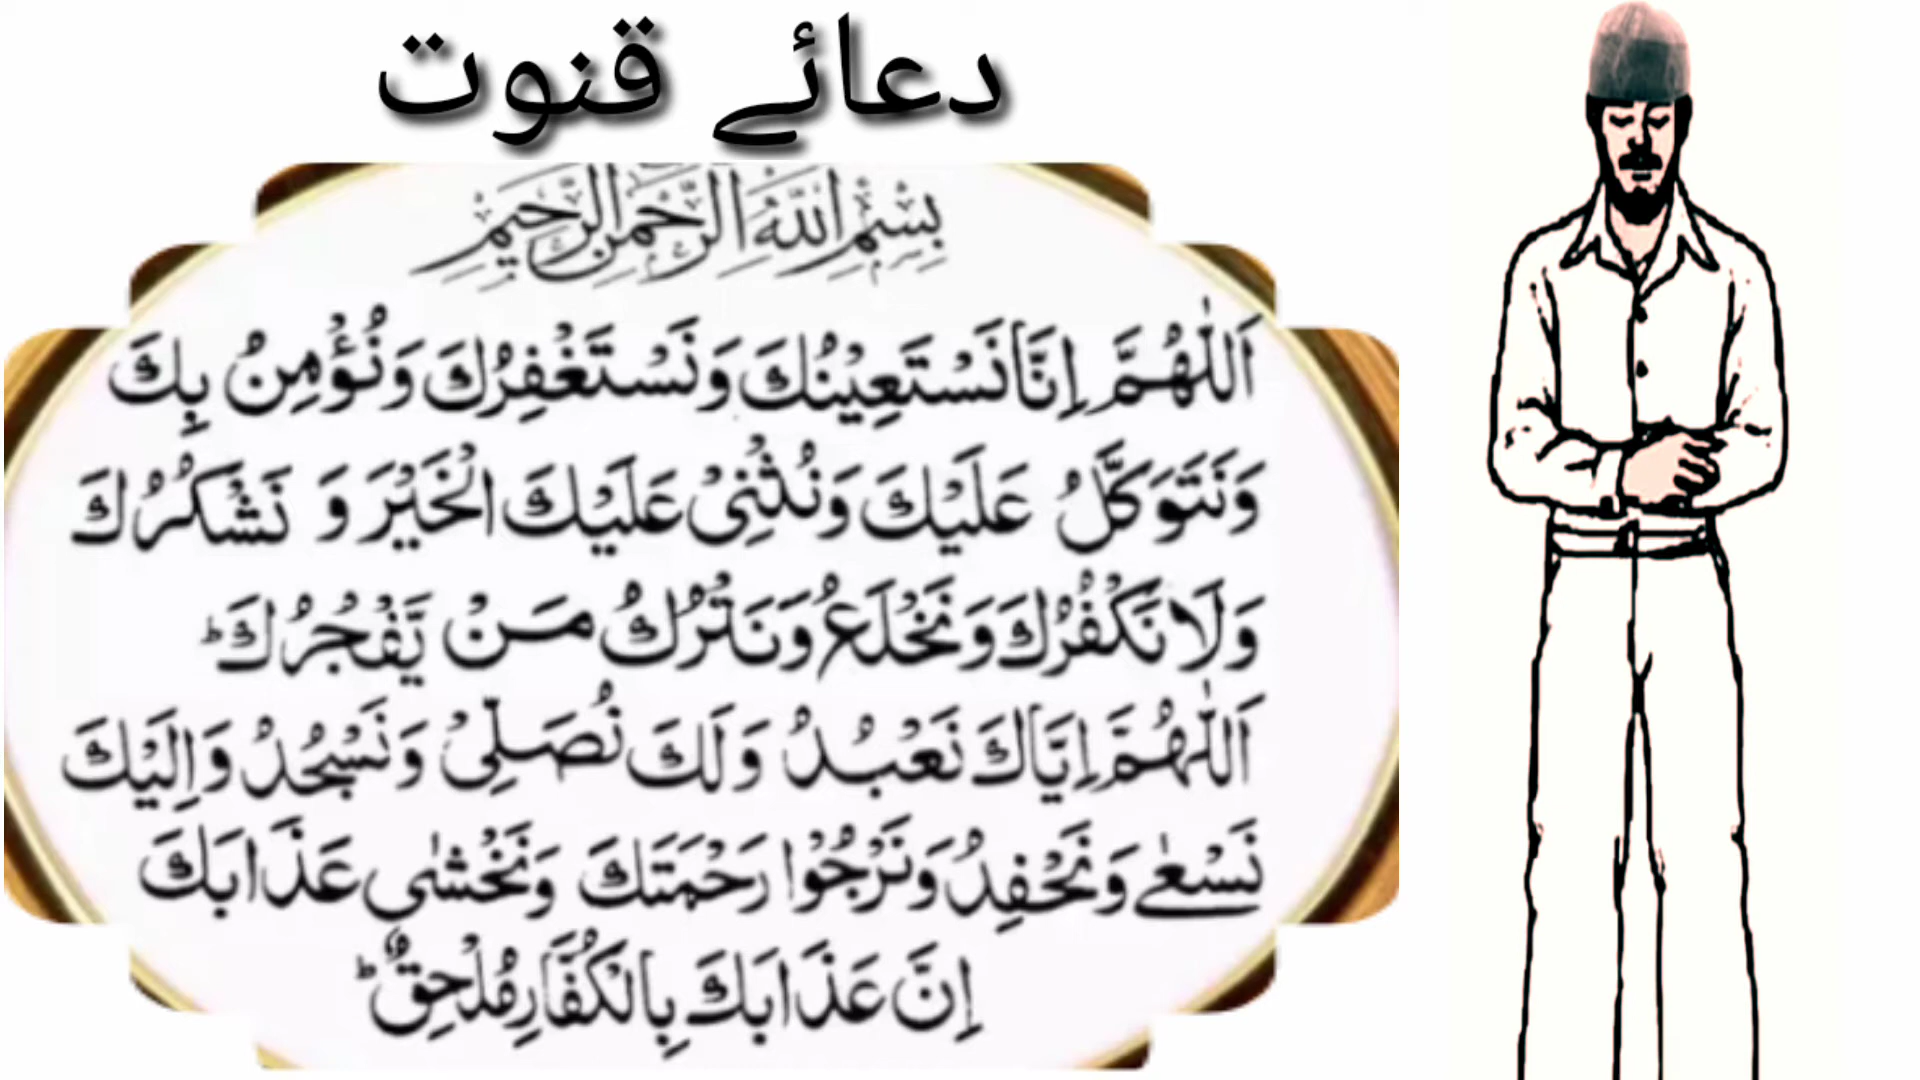 دعائے قنوت
بِسْمِ اللّٰهِ الرَّحْمٰنِ الرَّحِيْمِ
اَللّٰهُمَّ اِنَّا نَسْتَعِيْنُكَ وَنَسْتَغْفِرُكَ وَنُؤْمِنُ بِكَ
وَنَتَوَكَّلُ عَلَيْكَ وَنُثْنِيْ عَلَيْكَ الْخَيْرَ وَ نَشْكُرُكَ
وَلَا نَكْفُرُكَ وَنَخْلَعُ وَنَتْرُكُ مَنْ يَّفْجُرُكَ ؕ
اَللّٰهُمَّ اِيَّاكَ نَعْبُدُ وَلَكَ نُصَلِّيْ وَنَسْجُدُ وَاِلَيْكَ
نَسْعٰے وَنَحْفِدُ وَنَرْجُوْا رَحْمَتَكَ وَنَخْشٰى عَذَابَكَ
اِنَّ عَذَابَكَ بِالْكُفَّارِ مُلْحِقٌ ؕ